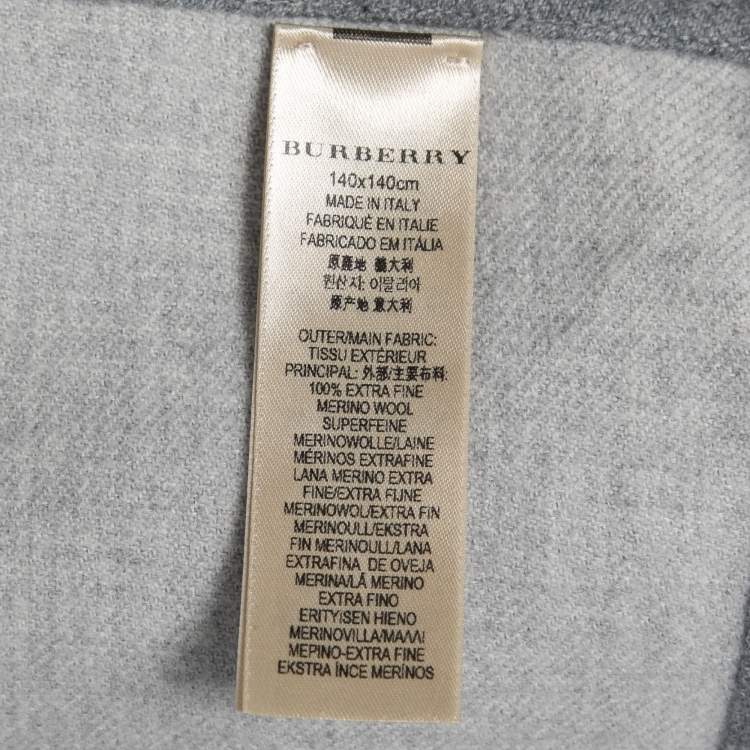 BURBERRY
140x140cm
MADE IN ITALY
FABRIQUÉ EN ITALIE
FABRICADO EM ITÁLIA
原產地 義大利
원산지: 이탈리아
原产地 意大利
OUTER/MAIN FABRIC:
TISSU EXTÉRIEUR
PRINCIPAL: 外部/主要布料:
100% EXTRA FINE
MERINO WOOL
SUPERFEINE
MERINOWOLLE/LAINE
MÉRINOS EXTRAFINE
LANA MERINO EXTRA
FINE/EXTRA FIJNE
MERINOWOL/EXTRA FIN
MERINOULL/EKSTRA
FIN MERINOULL/LANA
EXTRAFINA DE OVEJA
MERINA/LÃ MERINO
EXTRA FINO
ERITYISEN HIENO
MERINOVILLA/ΜΑΛΛΙ
ΜΕΡΙΝΟ-EXTRA FINE
EKSTRA İNCE MERİNOS